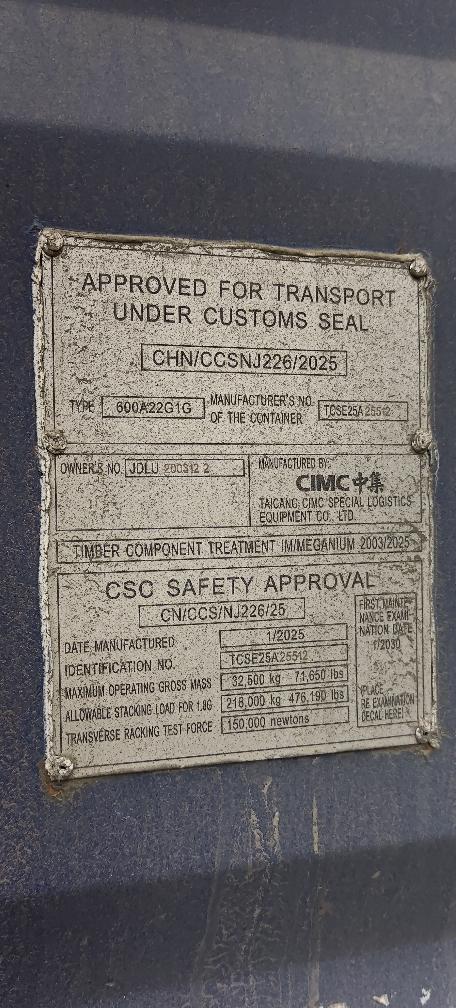 APPROVED FOR TRANSPORT
UNDER CUSTOMS SEAL
CHN/CCSNJ226/2025
TYPE 600A22G1G MANUFACTURER'S NO. OF THE CONTAINER TCSE25A25512
OWNER'S NO. JDLU 200312 2
MANUFACTURED BY:
CIMC中集
TAICANG CIMC SPECIAL LOGISTICS
EQUIPMENT CO., LTD.
TIMBER COMPONENT TREATMENT IM/MEGANIUM 2003/2025
CSC SAFETY APPROVAL
CN/CCS/NJ226/25
DATE MANUFACTURED 1/2025
IDENTIFICATION NO. TCSE25A25512
MAXIMUM OPERATING GROSS MASS 32,500 kg 71,650 lbs
ALLOWABLE STACKING LOAD FOR 1.8G 216,000 kg 476,190 lbs
TRANSVERSE RACKING TEST FORCE 150,000 newtons
FIRST MAINTE-
NANCE EXAMI-
NATION DATE
1/2030
(PLACE
RE EXAMINATION
DECAL HERE)